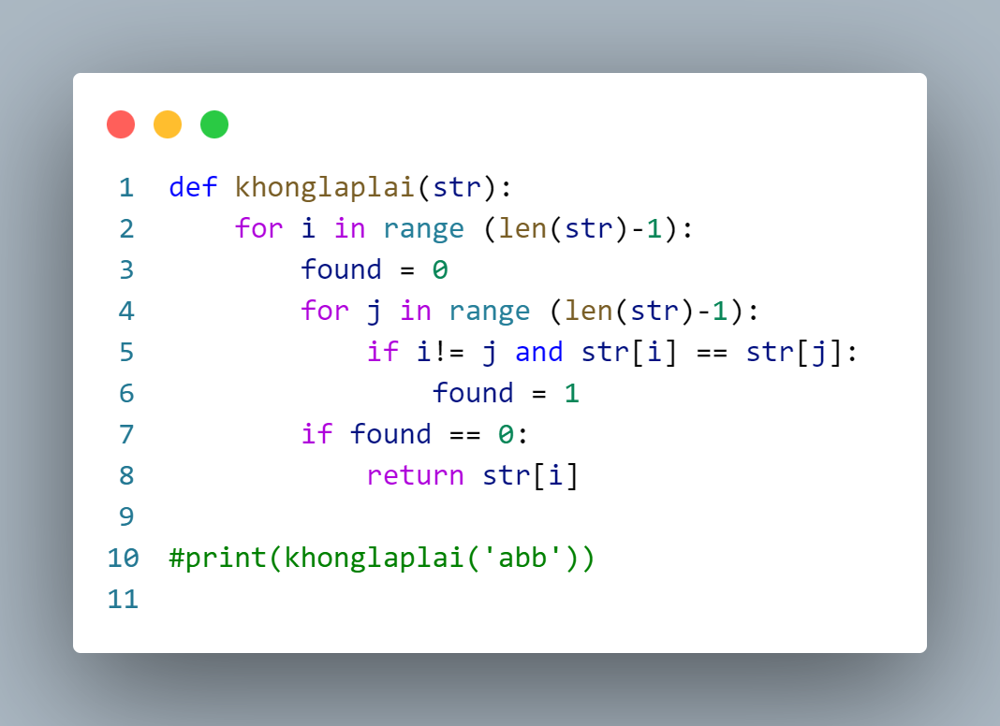 1 def khonglaplai(str):
2     for i in range (len(str)-1):
3         found = 0
4         for j in range (len(str)-1):
5             if i!= j and str[i] == str[j]:
6                 found = 1
7         if found == 0:
8             return str[i]
9
10 #print(khonglaplai('abb'))
11